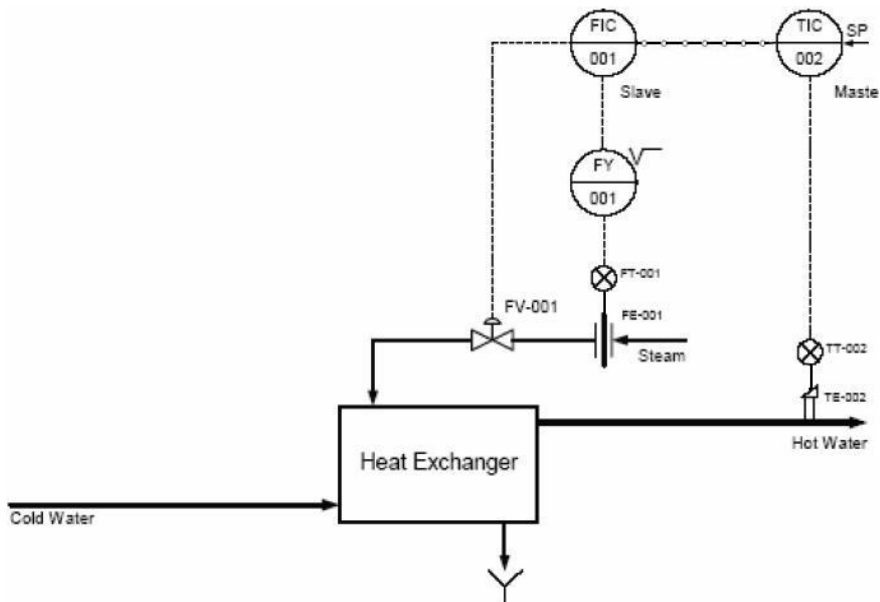 FIC
001
TIC
002
SP
Slave
Maste
FY
001
√
FT-001
FV-001
FE-001
Steam
TT-002
TE-002
Heat Exchanger
Hot Water
Cold Water